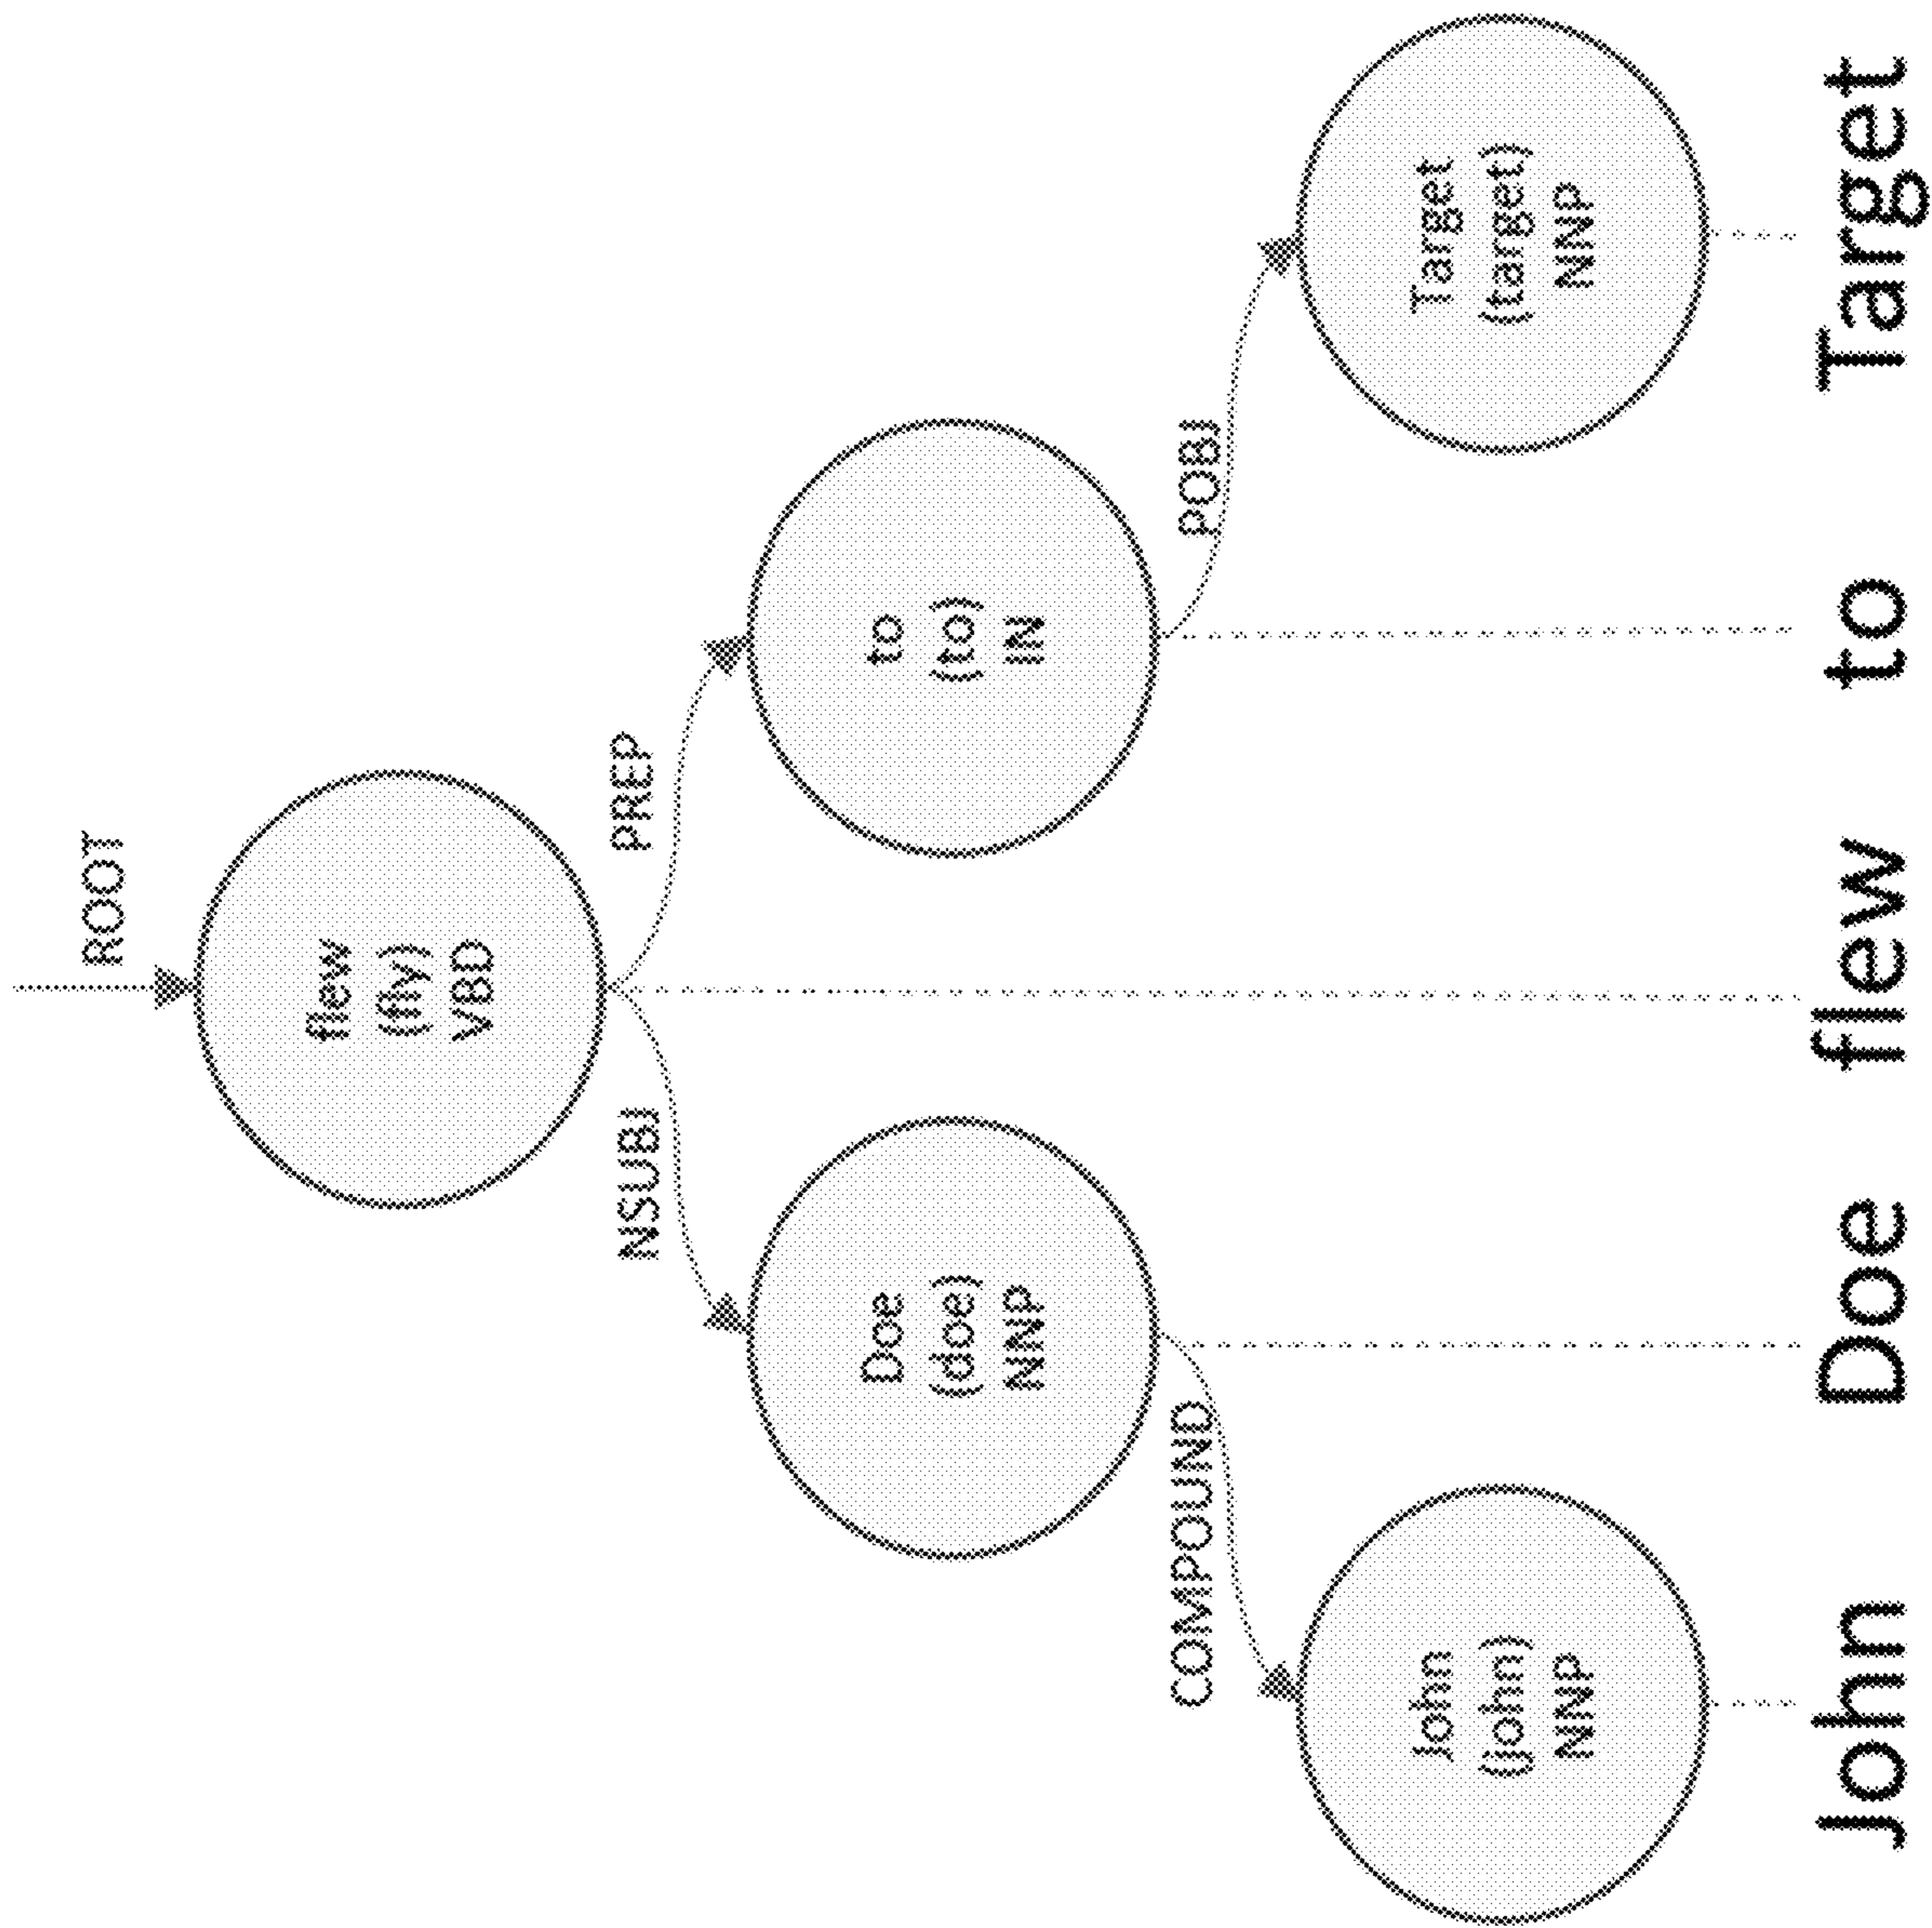 ROOT
flew
(fly)
VBD
NSUBJ
PREP
Doe
(doe)
NNP
to
(to)
IN
COMPOUND
POBJ
John
(john)
NNP
Target
(target)
NNP
John Doe flew to Target